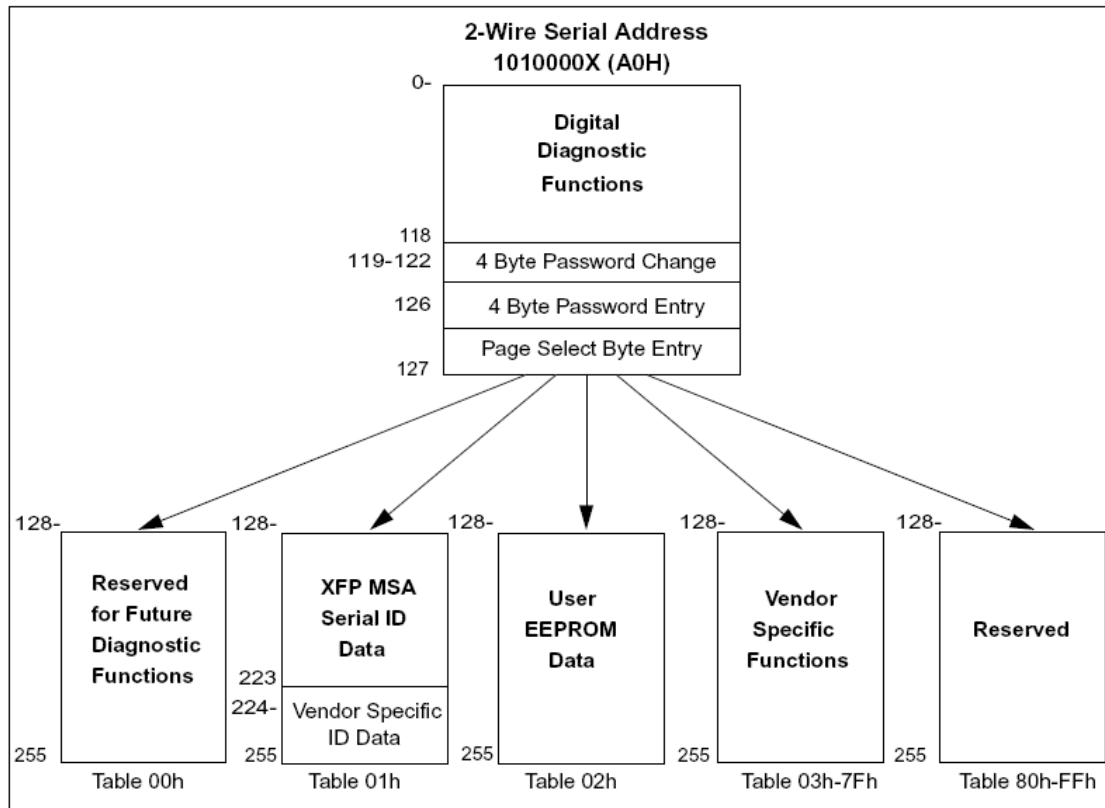 2-Wire Serial Address
1010000X (A0H)
0-
Digital
Diagnostic
Functions
118
119-122
4 Byte Password Change
126
4 Byte Password Entry
Page Select Byte Entry
127
128-
Reserved
for Future
Diagnostic
Functions
255
Table 00h
128-
XFP MSA
Serial ID
Data
223
224-
Vendor Specific
ID Data
255
Table 01h
128-
User
EEPROM
Data
255
Table 02h
128-
Vendor
Specific
Functions
255
Table 03h-7Fh
128-
Reserved
255
Table 80h-FFh